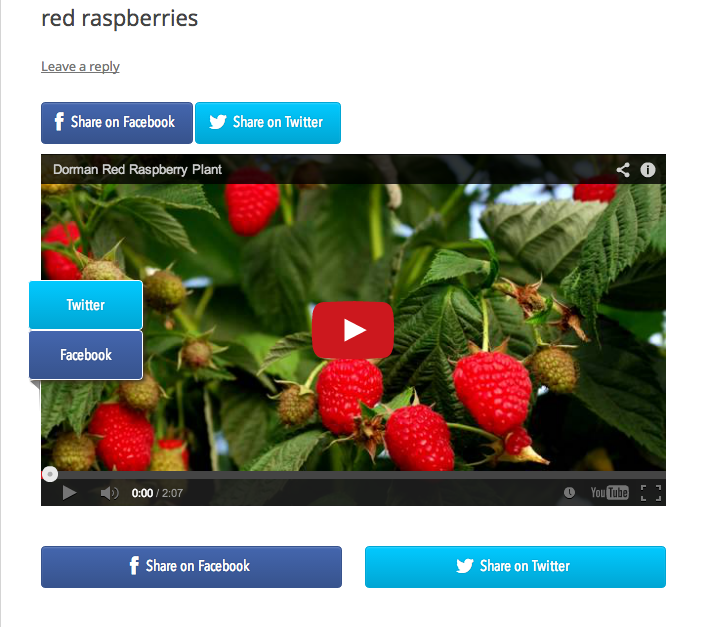 red raspberries
Leave a reply
Share on Facebook
Share on Twitter
Dorman Red Raspberry Plant
Twitter
Facebook
0:00 / 2:07
YouTube
Share on Facebook
Share on Twitter